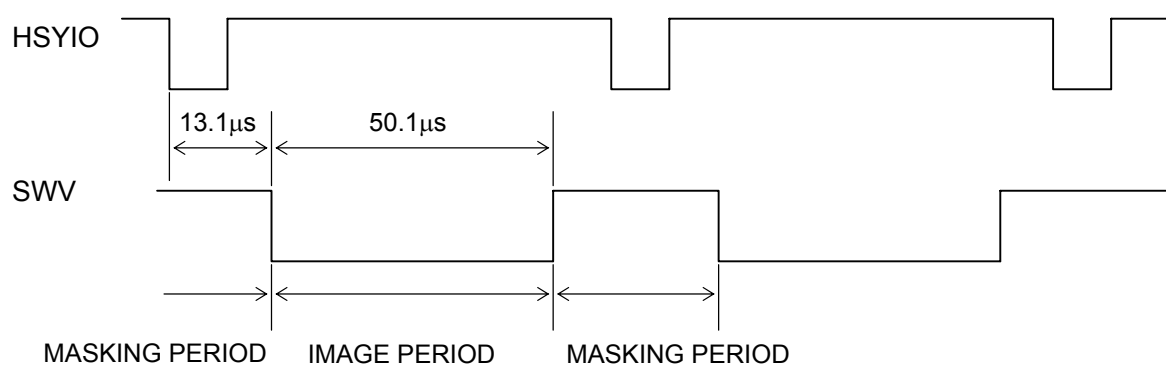 HSYIO
13.1μs 50.1μs
SWV
MASKING PERIOD IMAGE PERIOD MASKING PERIOD